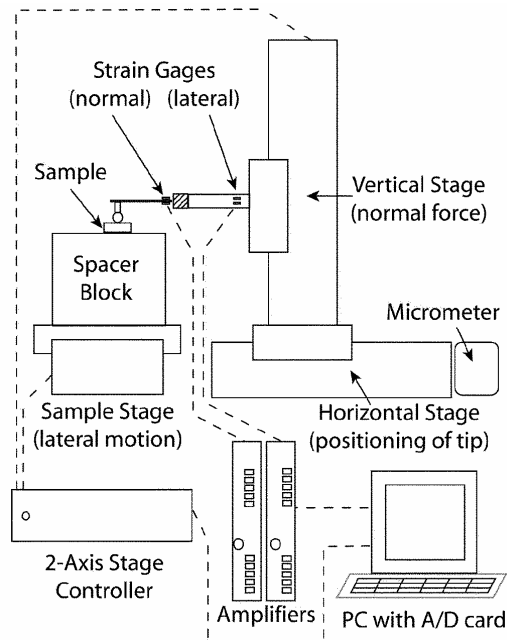 Strain Gages
(normal) (lateral)
Sample
Vertical Stage
(normal force)
Spacer
Block
Micrometer
Sample Stage
(lateral motion)
Horizontal Stage
(positioning of tip)
2-Axis Stage
Controller
Amplifiers
PC with A/D card